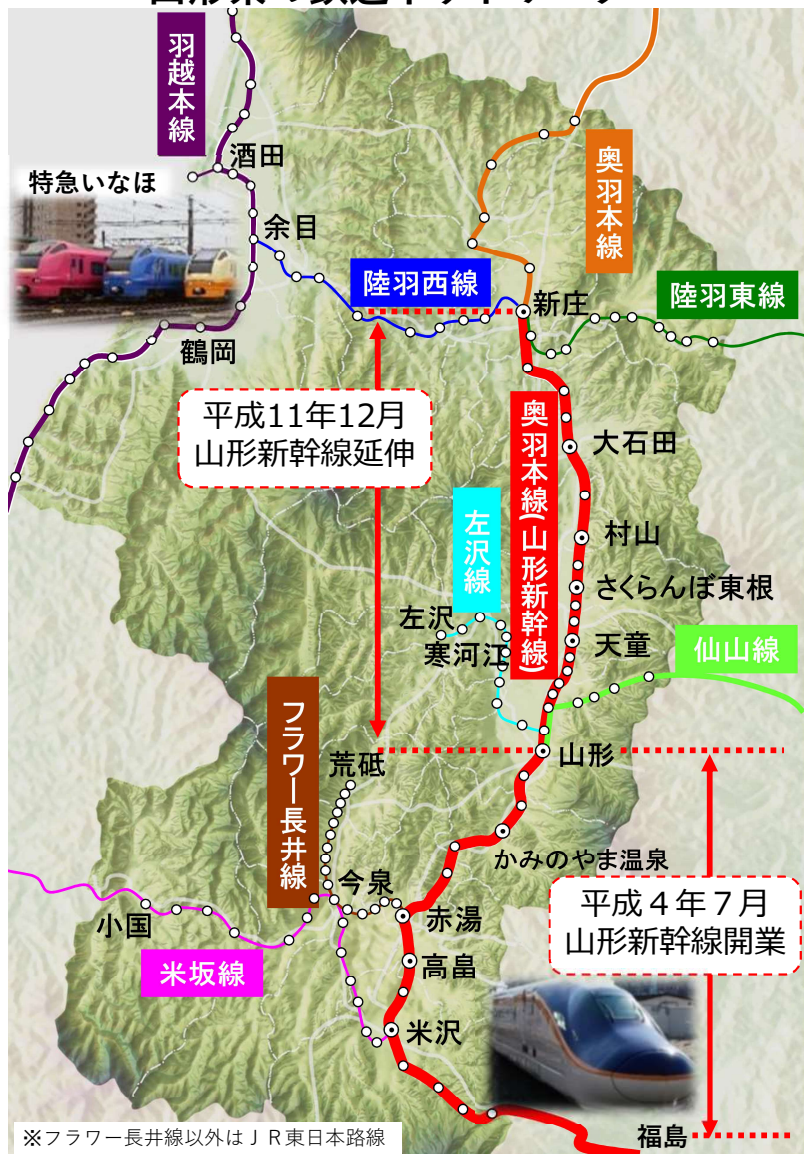 羽越本線
酒田
特急いなほ
余目
奥羽本線
陸羽西線
新庄
陸羽東線
鶴岡
平成11年12月
山形新幹線延伸
奥羽本線(山形新幹線)
大石田
左沢線
村山
さくらんぼ東根
左沢
寒河江
天童
仙山線
フラワー長井線
荒砥
山形
かみのやま温泉
今泉
小国
赤湯
平成4年7月
山形新幹線開業
米坂線
高畠
米沢
福島
※フラワー長井線以外はＪＲ東日本路線